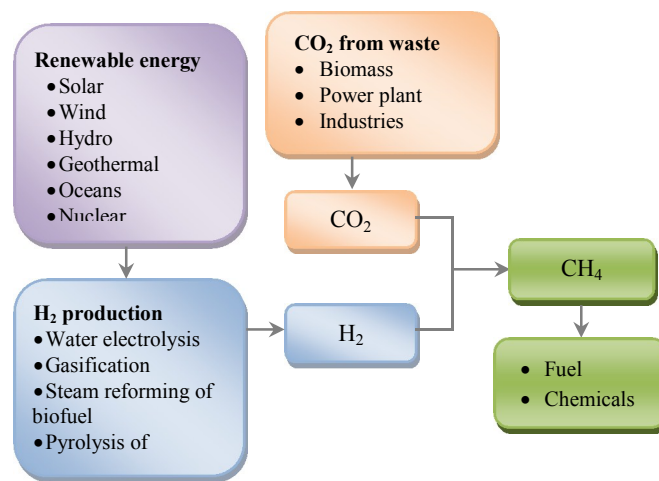 Renewable energy
• Solar
• Wind
• Hydro
• Geothermal
• Oceans
• Nuclear
CO₂ from waste
• Biomass
• Power plant
• Industries
CO₂
CH₄
H₂ production
• Water electrolysis
• Gasification
• Steam reforming of
biofuel
• Pyrolysis of
H₂
• Fuel
• Chemicals